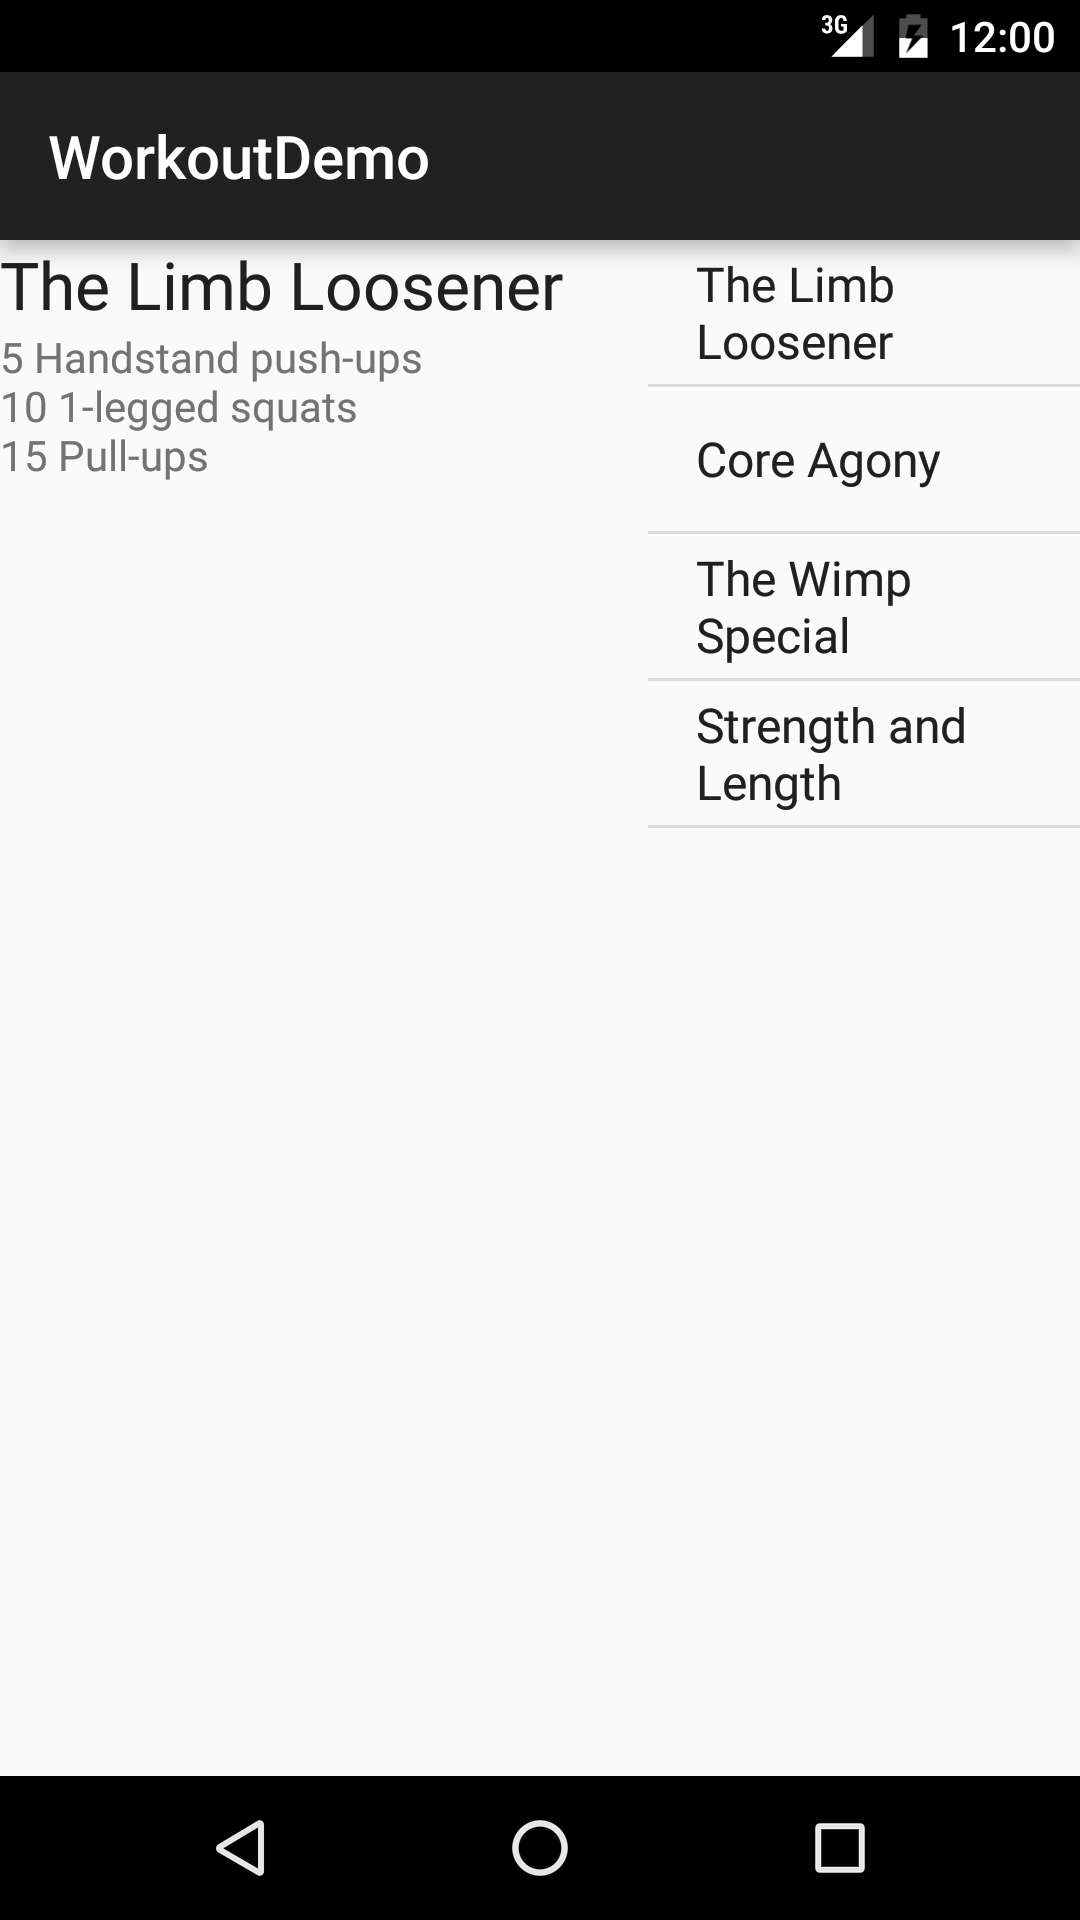 3G 12:00
WorkoutDemo
The Limb Loosener
5 Handstand push-ups
10 1-legged squats
15 Pull-ups
The Limb
Loosener
Core Agony
The Wimp
Special
Strength and
Length